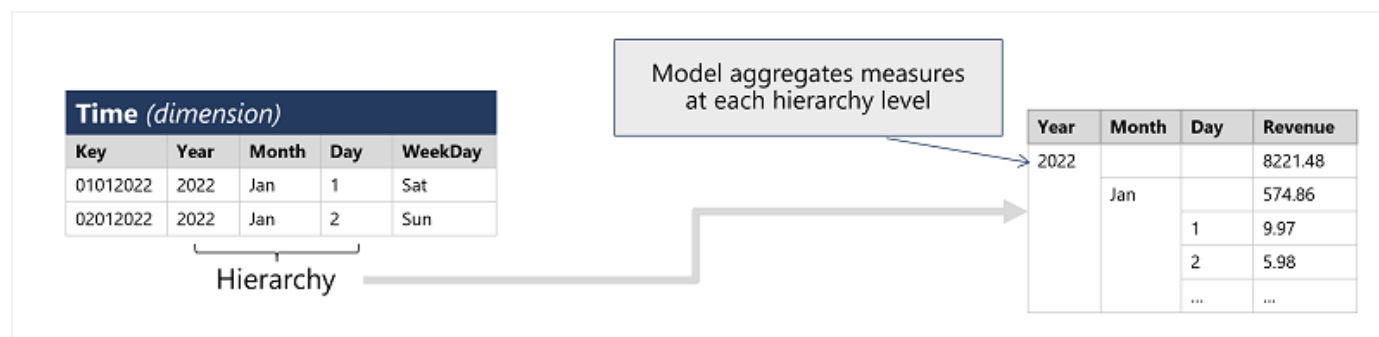 Model aggregates measures
at each hierarchy level
Time (dimension)
Key Year Month Day WeekDay
01012022 2022 Jan 1 Sat
02012022 2022 Jan 2 Sun
Hierarchy
Year Month Day Revenue
2022 8221.48
Jan 574.86
1 9.97
2 5.98
... ...